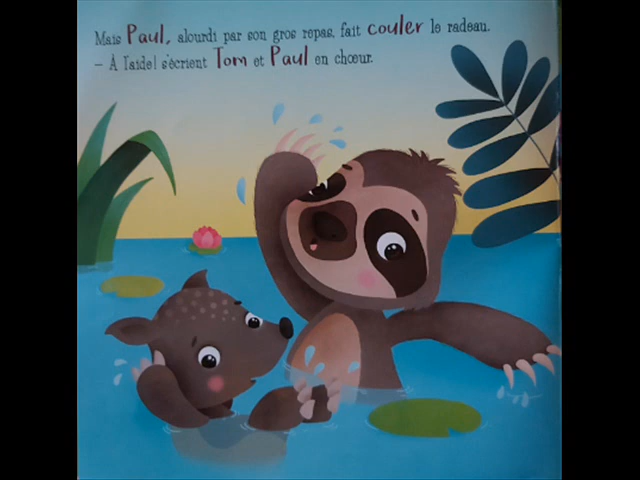 Mais Paul, alourdi par son gros repas, fait couler le radeau.
– À l'aide! s'écrient Tom et Paul en chœur.